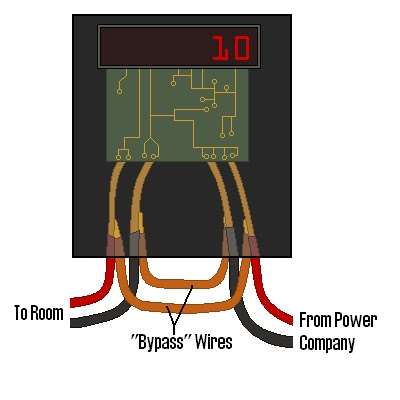 10
To Room
From Power
Company
"Bypass" Wires